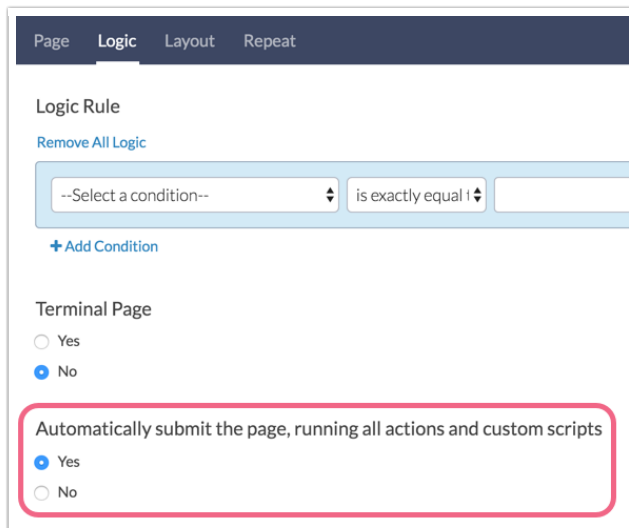 Page Logic Layout Repeat
Logic Rule
Remove All Logic
--Select a condition-- is exactly equal
+ Add Condition
Terminal Page
Yes
No
Automatically submit the page, running all actions and custom scripts
Yes
No